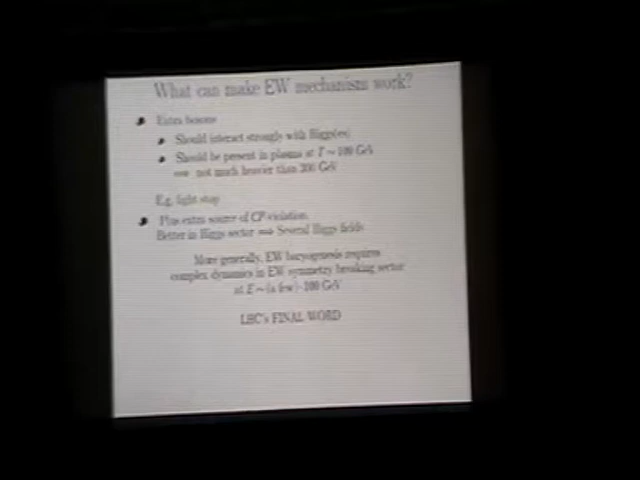 What can make EW mechanism work?
Extra bosons
Should interact strongly with Higgs(es)
Should be present in plasma at T ∼ 100 GeV
⟹ not much heavier than 300 GeV
E.g. light stop
Plus extra source of CP-violation.
Better in Higgs sector ⟹ Several Higgs fields
More generally, EW baryogenesis requires
complex dynamics in EW symmetry breaking sector
at E ∼ (a few) · 100 GeV
LHC's FINAL WORD